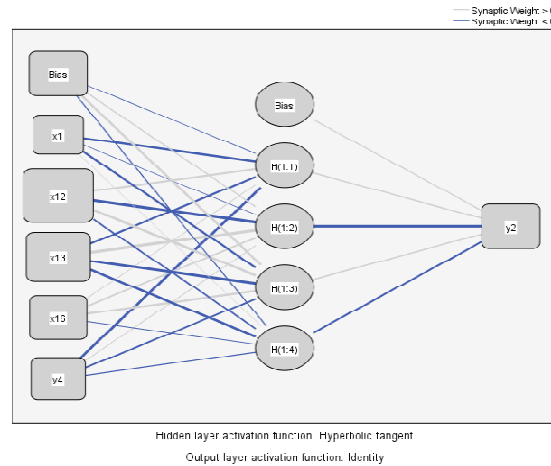 Synaptic Weight > 0
Synaptic Weight < 0
Bias
x1
x12
x13
x16
y4
Bias
H(1:1)
H(1:2)
H(1:3)
H(1:4)
y2
Hidden layer activation function: Hyperbolic tangent
Output layer activation function: Identity